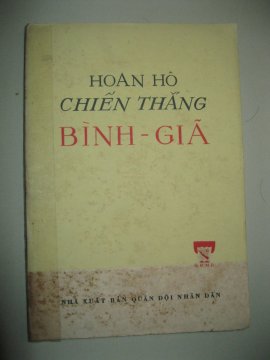 HOAN HÔ
CHIẾN THẮNG
BÌNH - GIÃ
NHÀ XUẤT BẢN QUÂN ĐỘI NHÂN DÂN